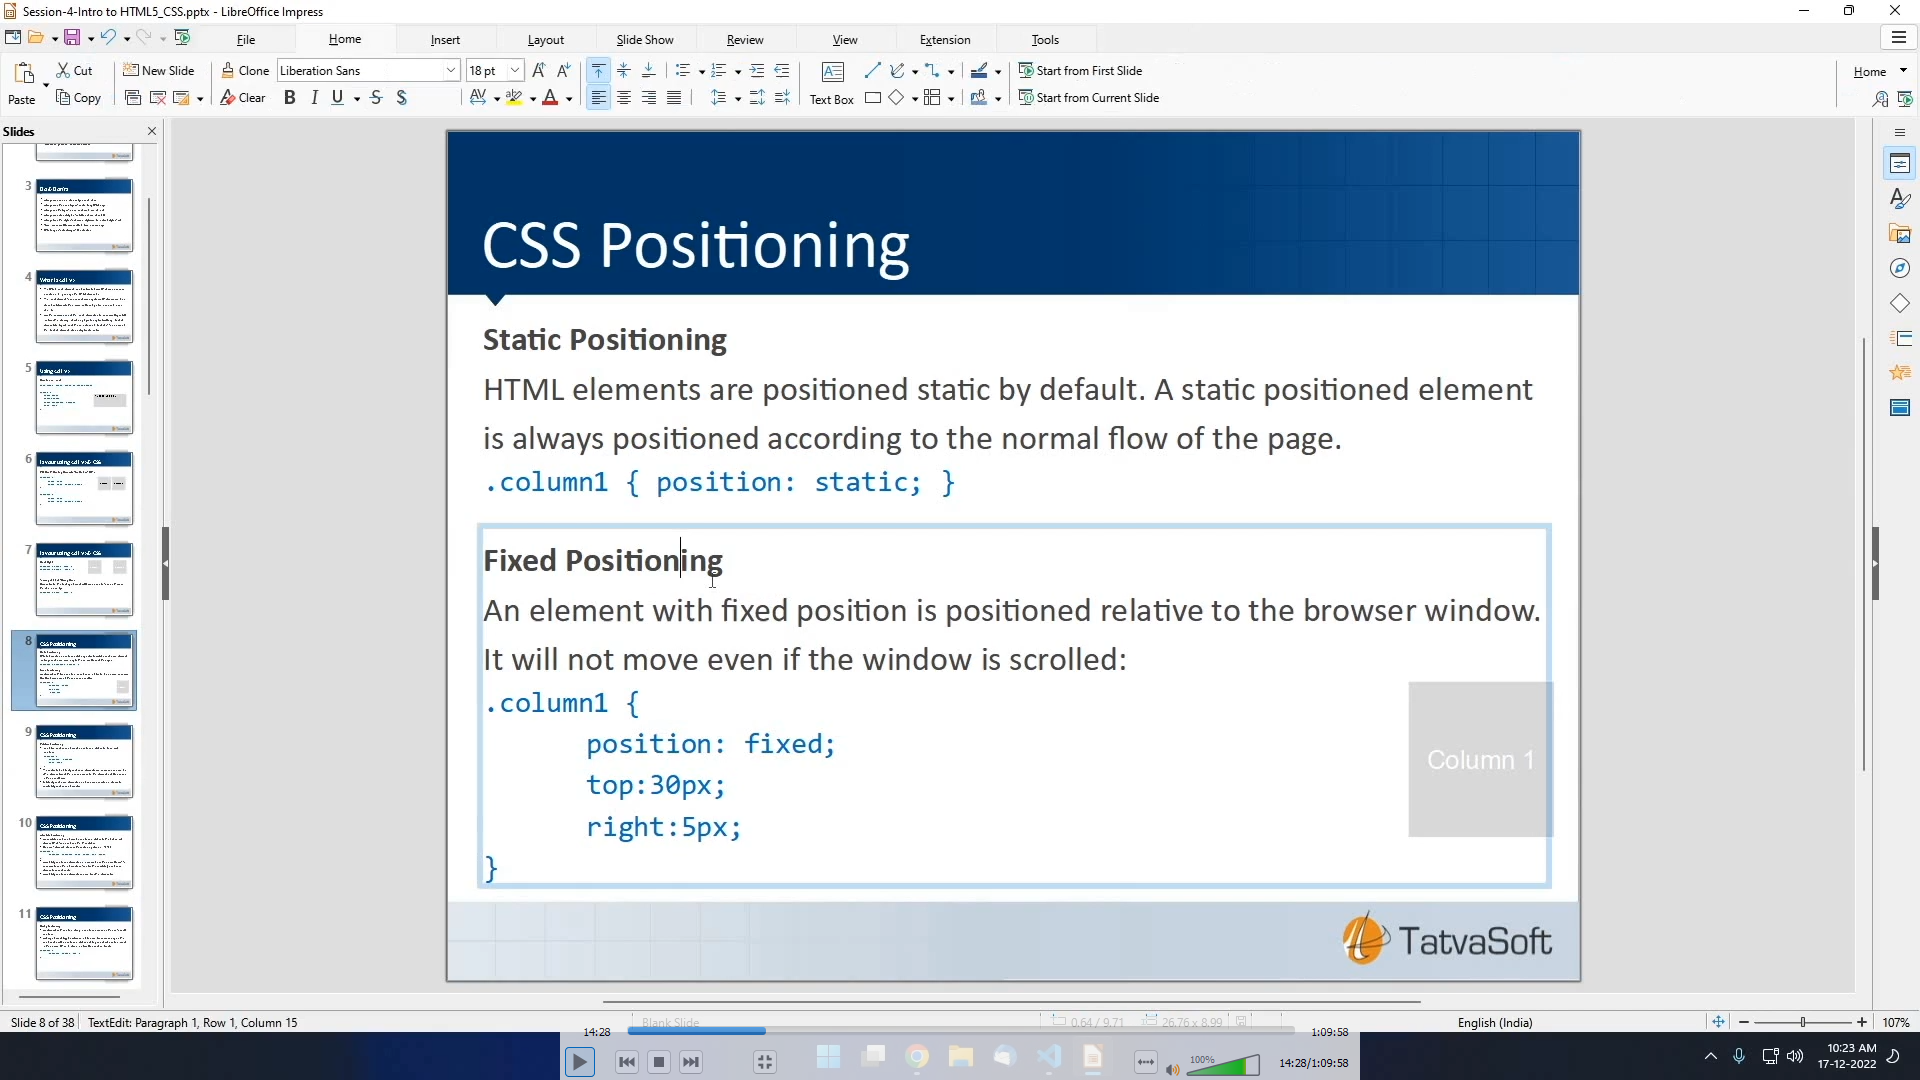 Session-4-Intro to HTML5_CSS.pptx - LibreOffice Impress
File Home Insert Layout Slide Show Review View Extension Tools
Paste
Cut
Copy
New Slide
Clone
Clear
Liberation Sans
18 pt
Text Box
Start from First Slide
Start from Current Slide
Home
Slides
3
4
5
6
7
8
CSS Positioning
9
CSS Positioning
10
CSS Positioning
11
CSS Positioning
CSS Positioning
Static Positioning
HTML elements are positioned static by default. A static positioned element
is always positioned according to the normal flow of the page.
.column1 { position: static; }
Fixed Positioning
An element with fixed position is positioned relative to the browser window.
It will not move even if the window is scrolled:
.column1 {
position: fixed;
top:30px;
right:5px;
}
Column 1
TatvaSoft
Slide 8 of 38 TextEdit: Paragraph 1, Row 1, Column 15
Blank Slide
0.64 / 9.71
26.76 x 8.99
English (India)
107%
14:28
1:09:58
100%
14:28/1:09:58
10:23 AM
17-12-2022